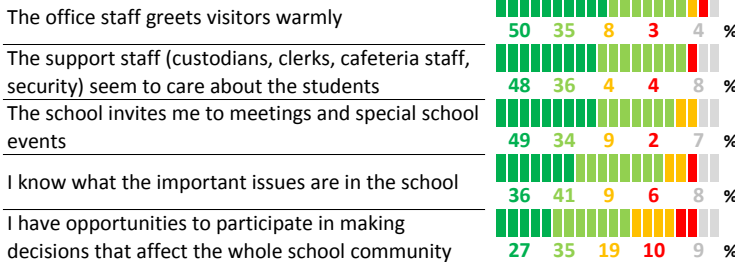 The office staff greets visitors warmly
50 35 8 3 4 %
The support staff (custodians, clerks, cafeteria staff,
security) seem to care about the students
48 36 4 4 8 %
The school invites me to meetings and special school
events
49 34 9 2 7 %
I know what the important issues are in the school
36 41 9 6 8 %
I have opportunities to participate in making
decisions that affect the whole school community
27 35 19 10 9 %